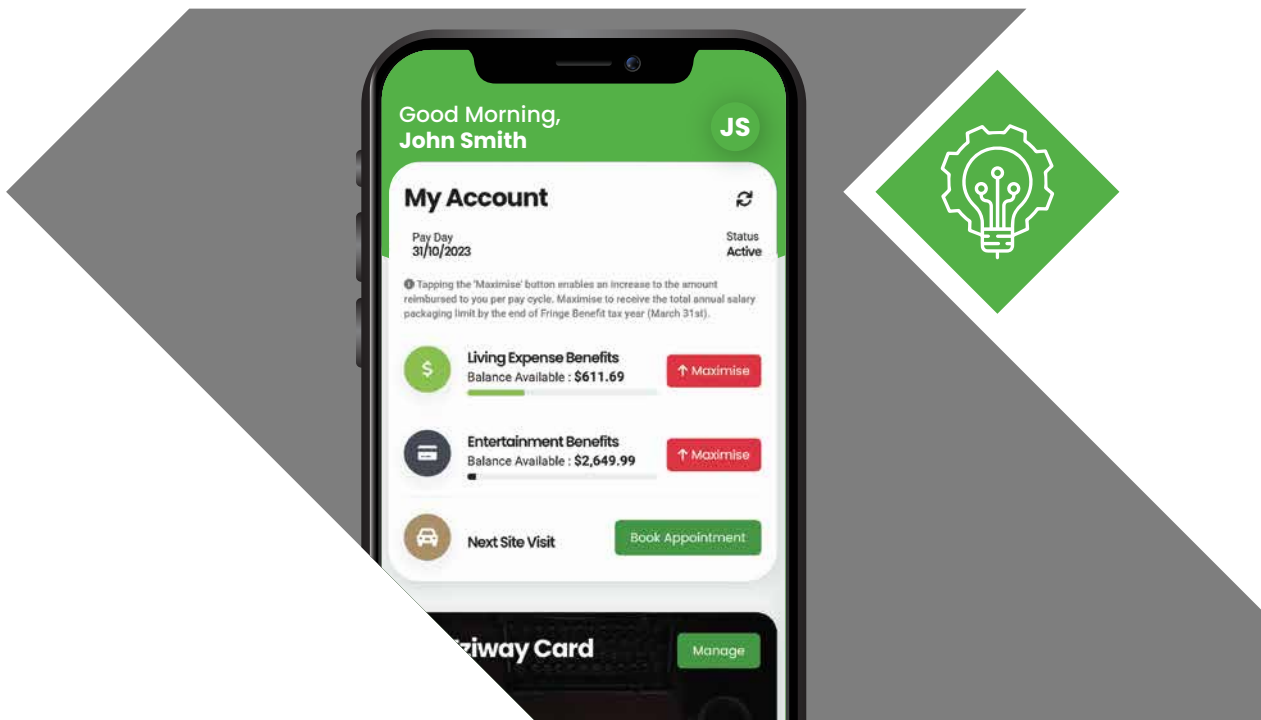 Good Morning,
John Smith
JS
My Account
Pay Day
31/10/2023
Status
Active
Tapping the 'Maximise' button enables an increase to the amount
reimbursed to you per pay cycle. Maximise to receive the total annual salary
packaging limit by the end of Fringe Benefit tax year (March 31st).
$
Living Expense Benefits
Balance Available : $611.69
↑ Maximise
Entertainment Benefits
Balance Available : $2,649.99
↑ Maximise
Next Site Visit
Book Appointment
Card
Manage